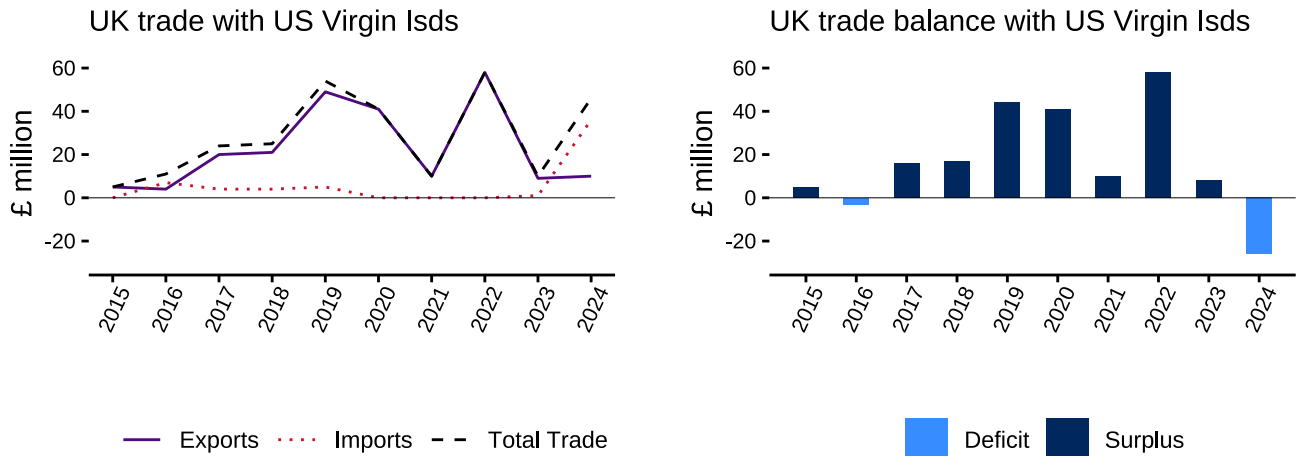 UK trade with US Virgin Isds
60
40
20
0
-20
£ million
2015 2016 2017 2018 2019 2020 2021 2022 2023 2024
Exports Imports Total Trade
UK trade balance with US Virgin Isds
60
40
20
0
-20
£ million
2015 2016 2017 2018 2019 2020 2021 2022 2023 2024
Deficit Surplus